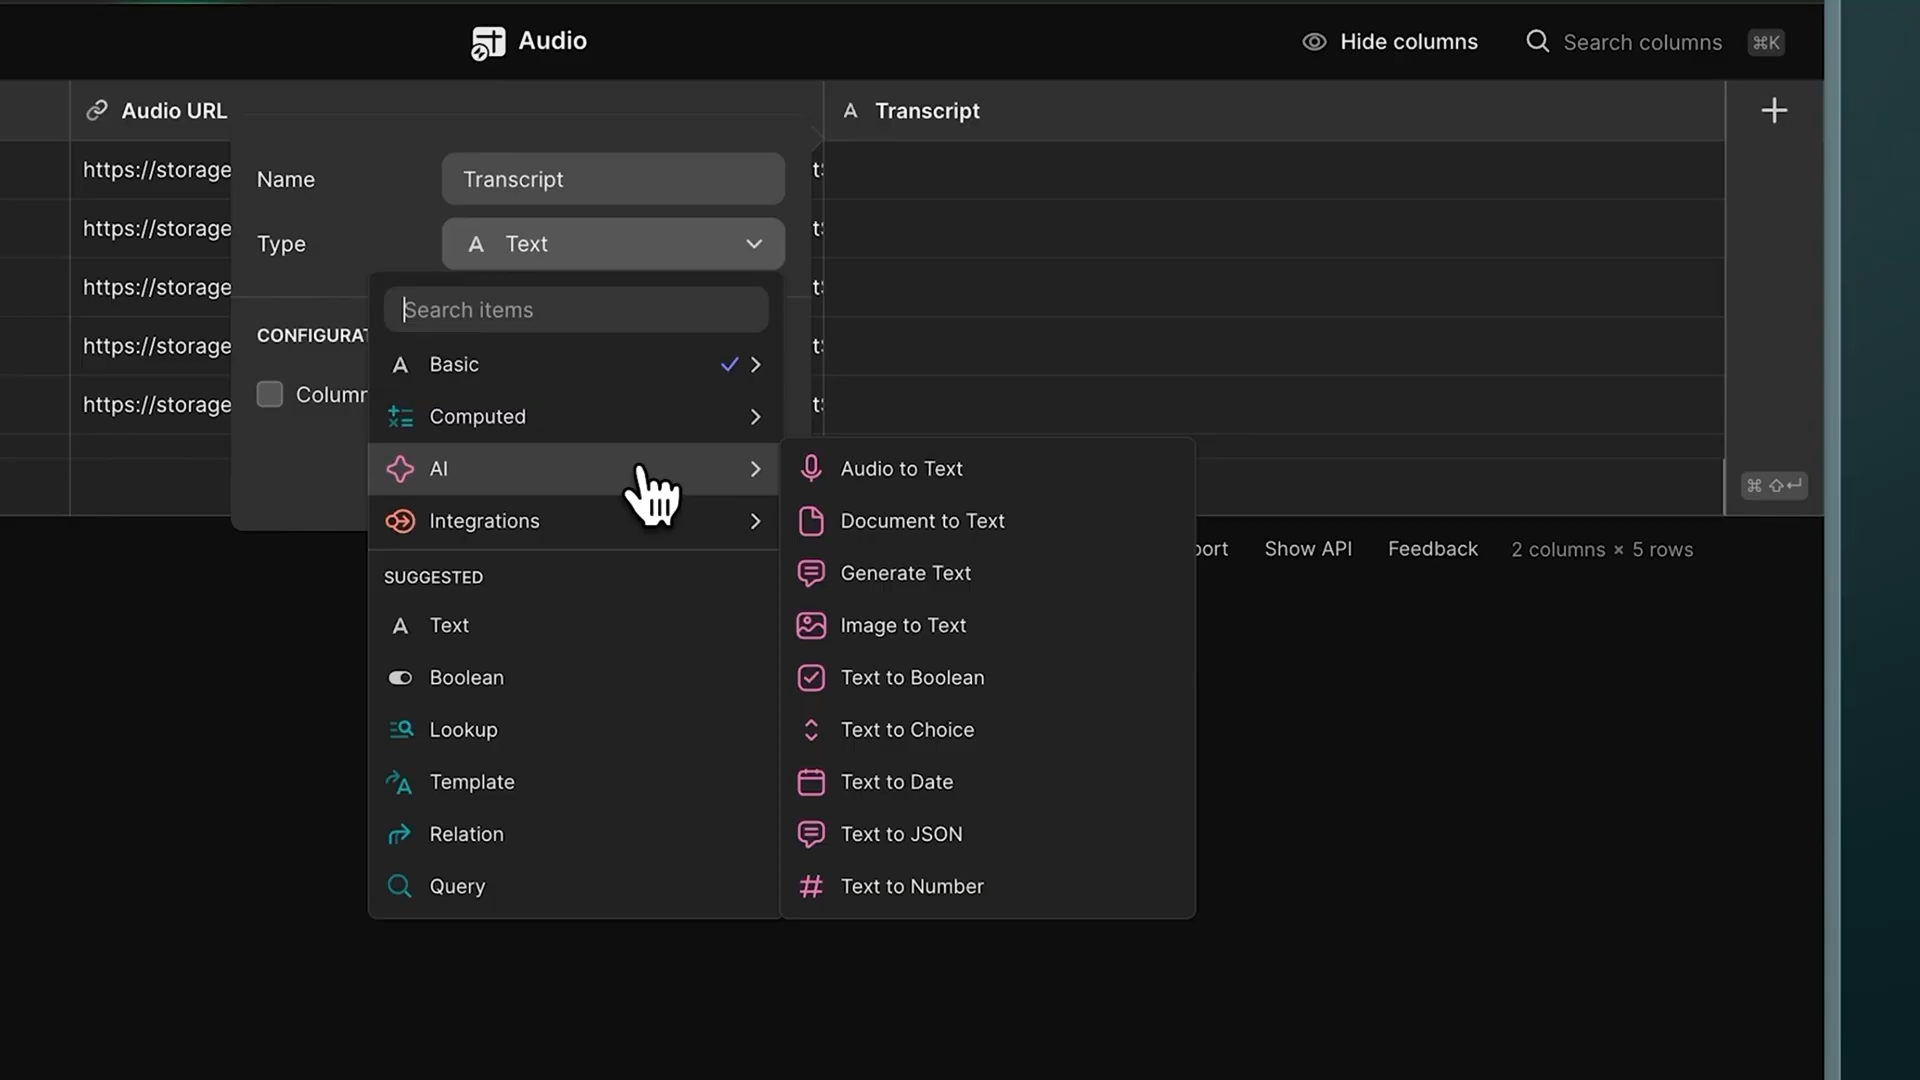 Audio
Hide columns
Search columns
⌘K
Audio URL
Transcript
https://storage
https://storage
https://storage
https://storage
https://storage
Name
Transcript
Type
Text
Search items
Basic
Computed
AI
Integrations
SUGGESTED
Text
Boolean
Lookup
Template
Relation
Query
Audio to Text
Document to Text
Generate Text
Image to Text
Text to Boolean
Text to Choice
Text to Date
Text to JSON
Text to Number
Show API
Feedback
2 columns × 5 rows